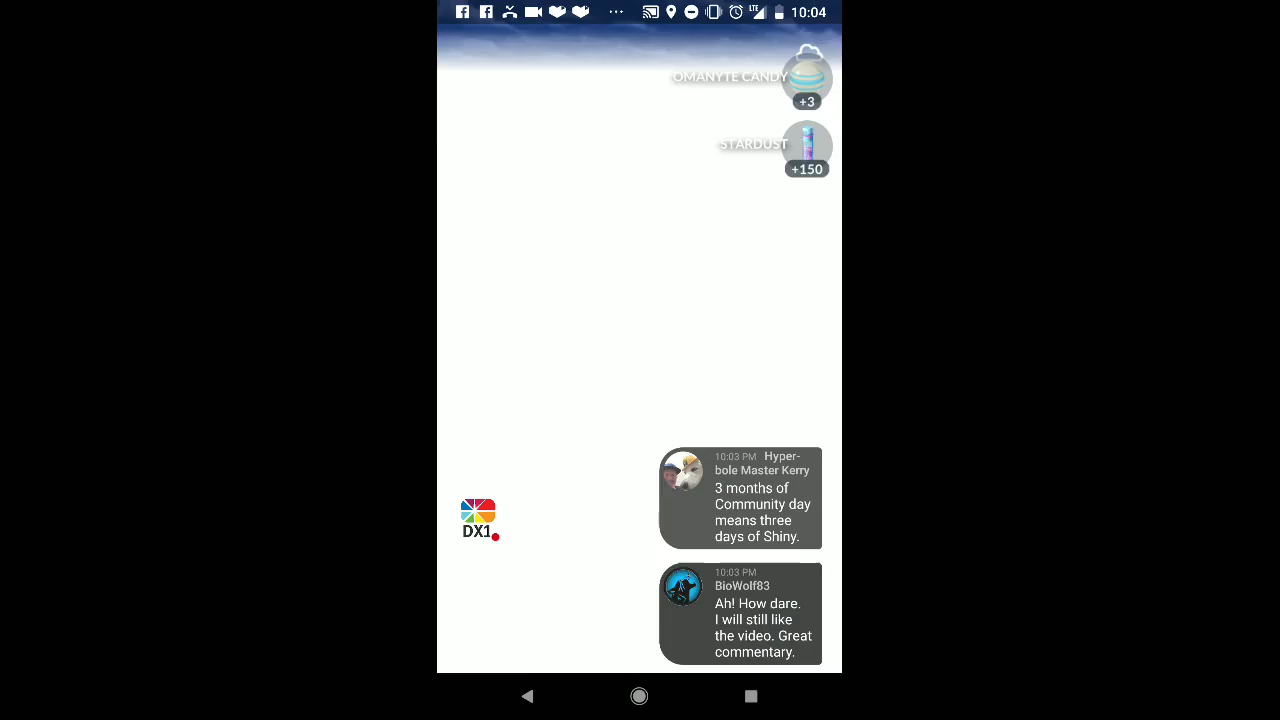 LTE 10:04
OMANYTE CANDY
+3
STARDUST
+150
10:03 PM Hyper-
bole Master Kerry
3 months of
Community day
means three
days of Shiny.
DX1
10:03 PM
BioWolf83
Ah! How dare.
I will still like
the video. Great
commentary.